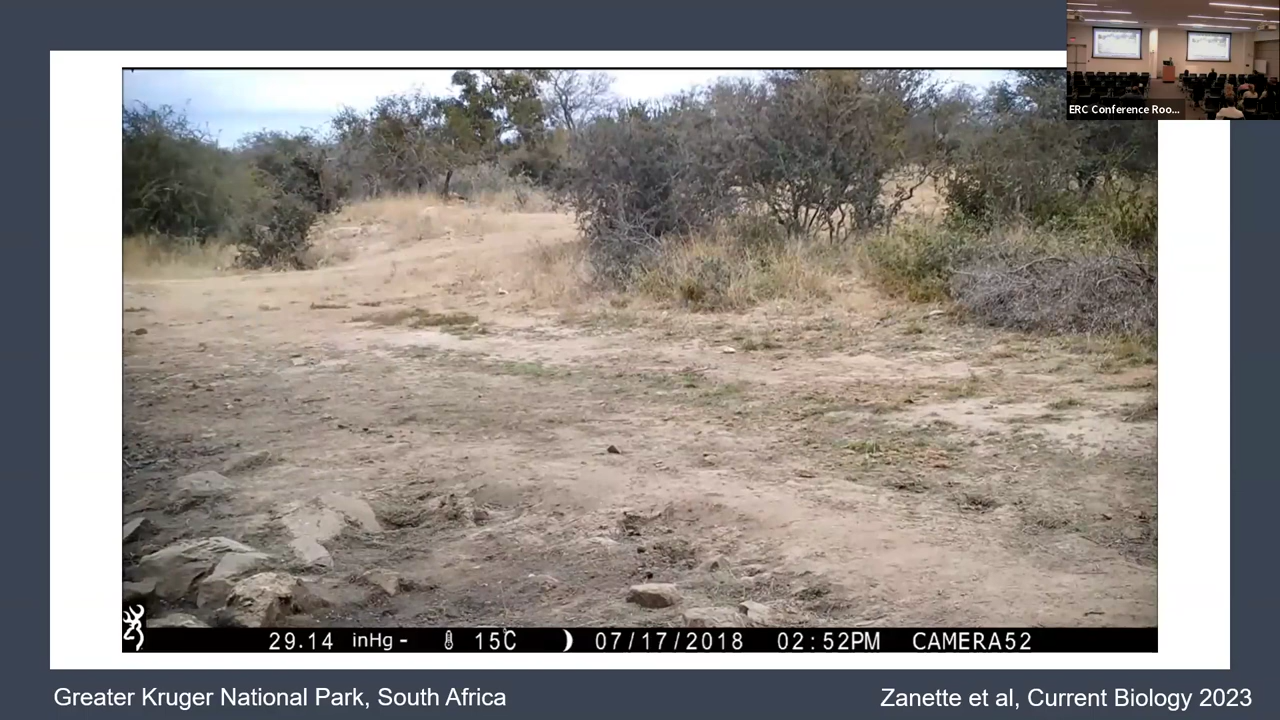 ERC Conference Roo...
29.14 inHg - 15C 07/17/2018 02:52PM CAMERA52
Greater Kruger National Park, South Africa
Zanette et al, Current Biology 2023